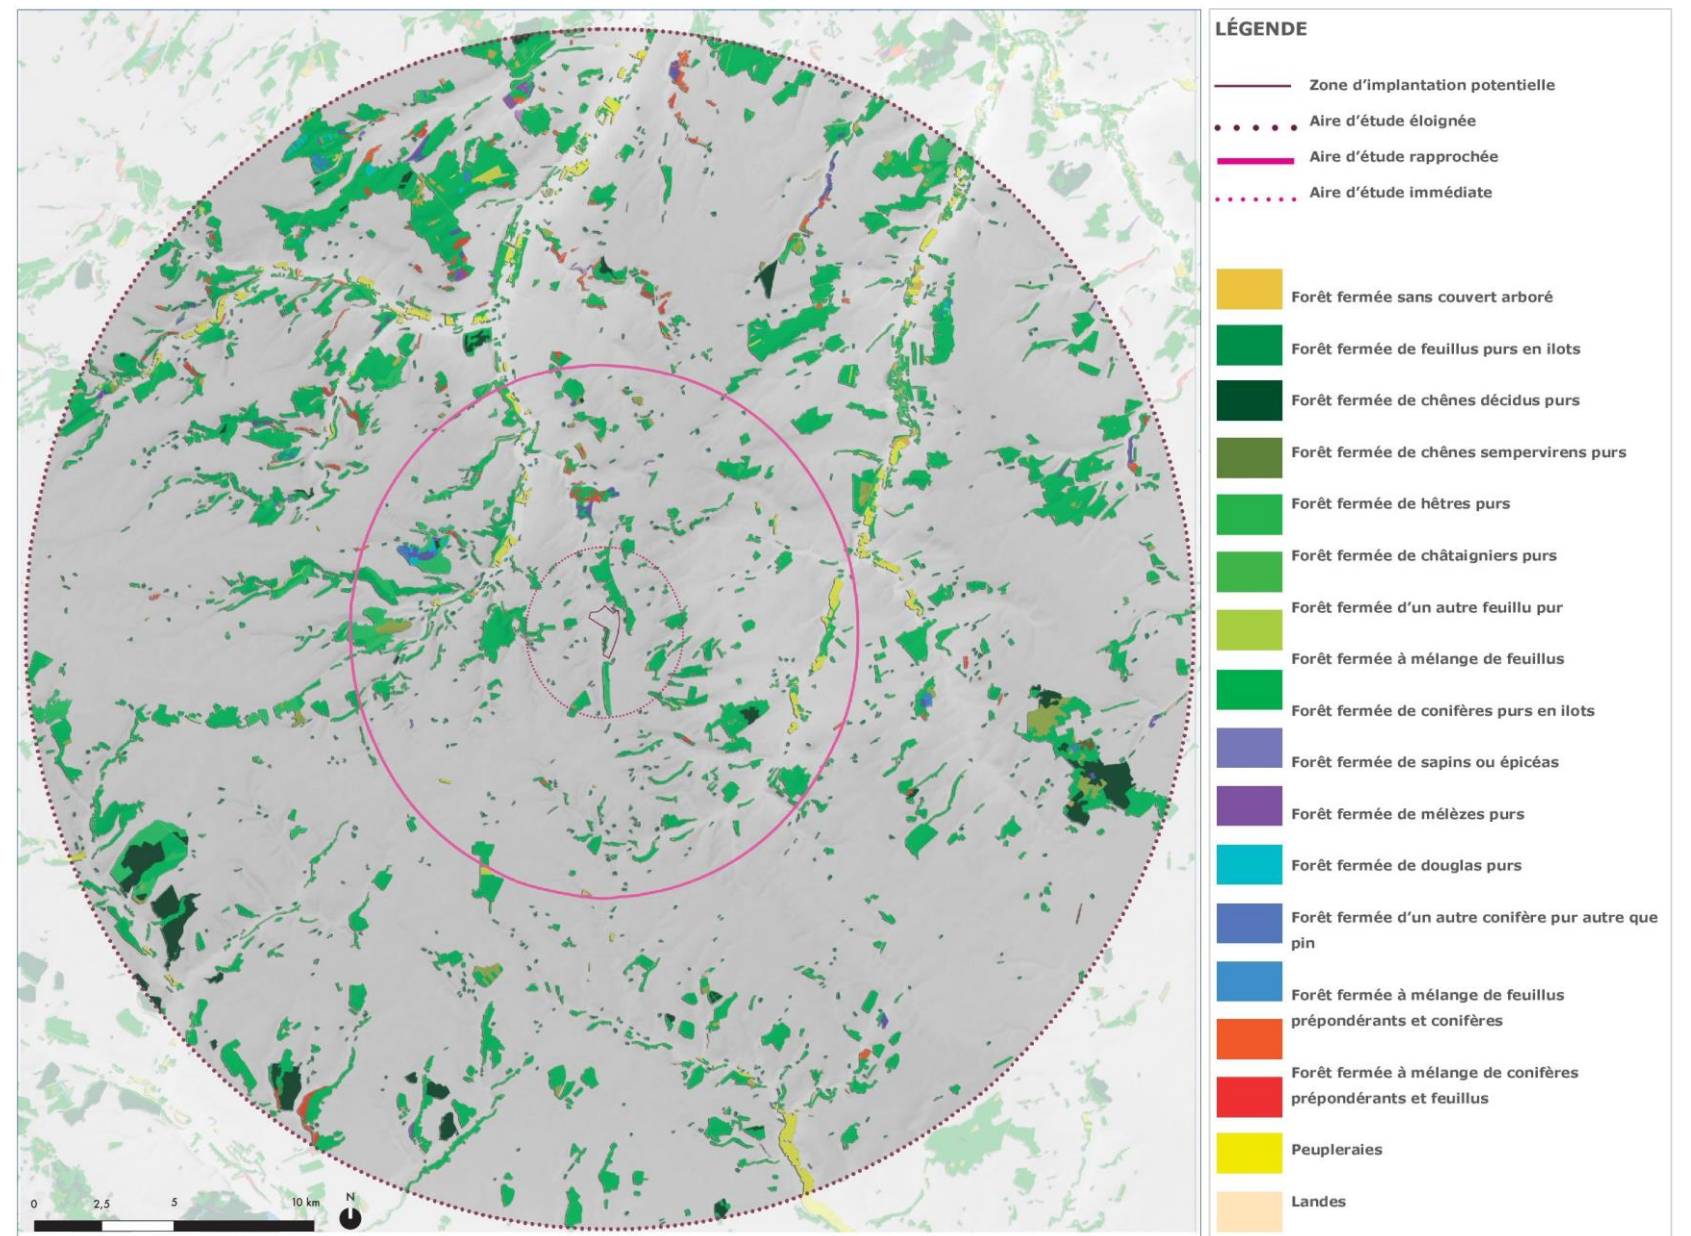 LÉGENDE
Zone d’implantation potentielle
Aire d’étude éloignée
Aire d’étude rapprochée
Aire d’étude immédiate
Forêt fermée sans couvert arboré
Forêt fermée de feuillus purs en ilots
Forêt fermée de chênes décidus purs
Forêt fermée de chênes sempervirens purs
Forêt fermée de hêtres purs
Forêt fermée de châtaigniers purs
Forêt fermée d’un autre feuillu pur
Forêt fermée à mélange de feuillus
Forêt fermée de conifères purs en ilots
Forêt fermée de sapins ou épicéas
Forêt fermée de mélèzes purs
Forêt fermée de douglas purs
Forêt fermée d’un autre conifère pur autre que
pin
Forêt fermée à mélange de feuillus
prépondérants et conifères
Forêt fermée à mélange de conifères
prépondérants et feuillus
Peupleraies
Landes
0 2,5 5 10 km N